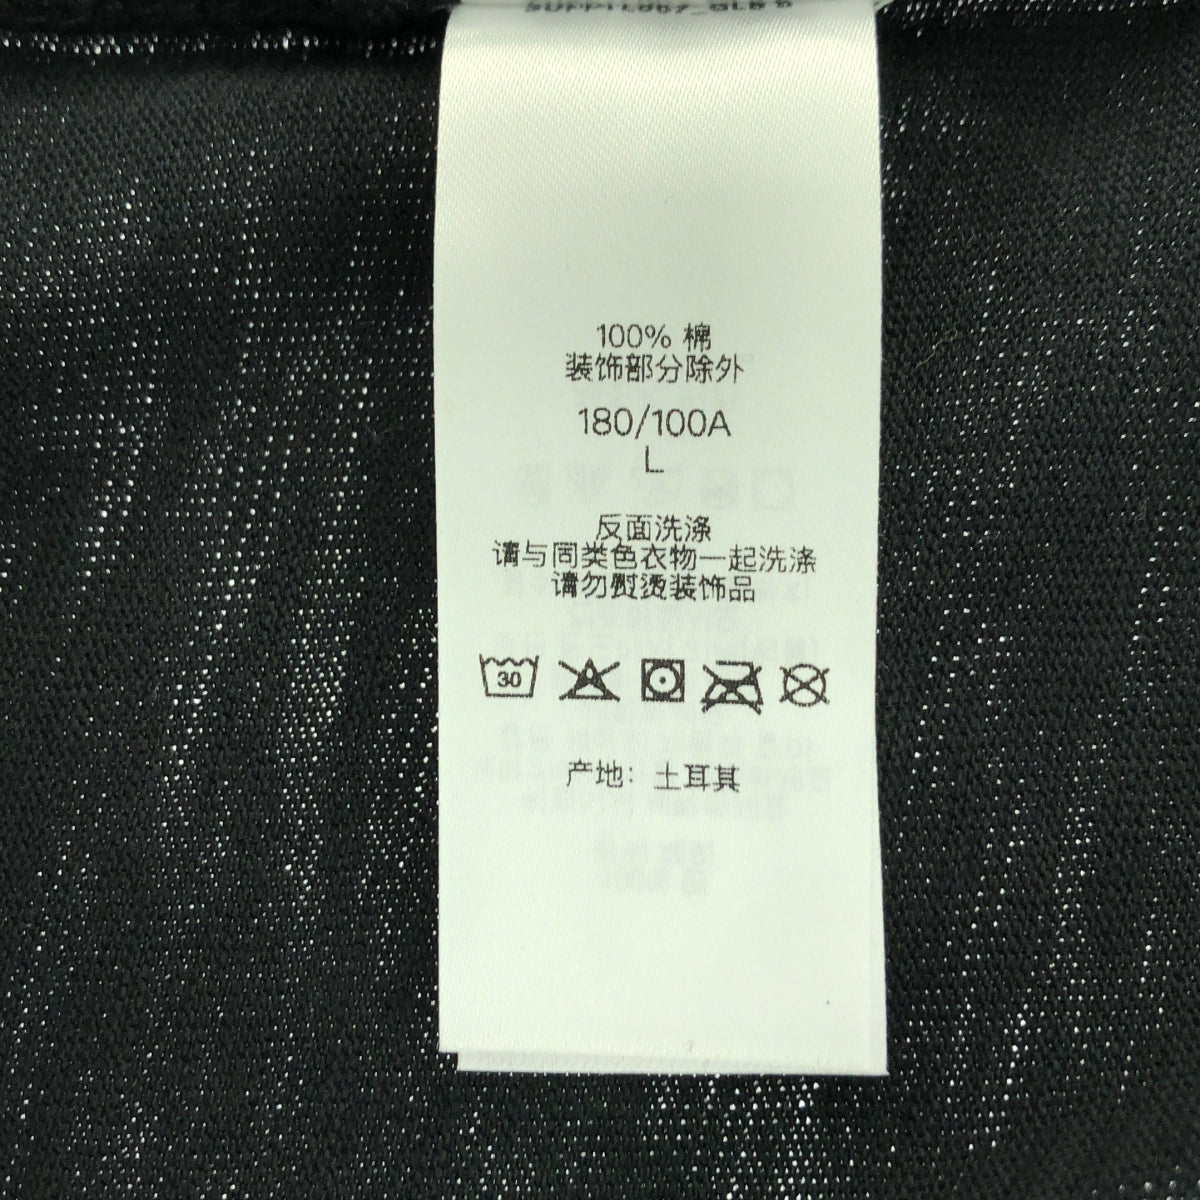 100% 棉
装饰部分除外
180/100A
L
反面洗涤
请与同类色衣物一起洗涤
请勿熨烫装饰品
30
产地：土耳其